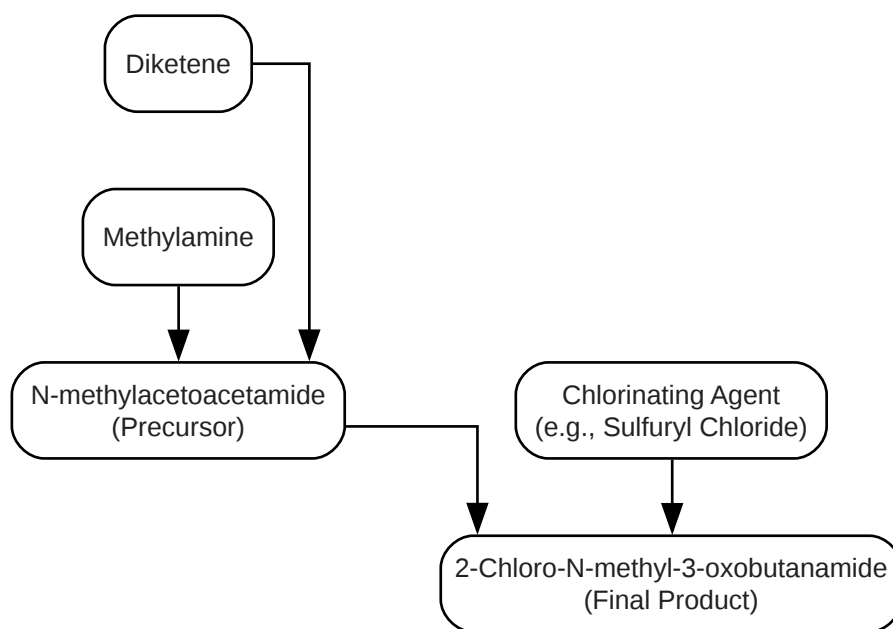 Diketene
Methylamine
N-methylacetoacetamide
(Precursor)
Chlorinating Agent
(e.g., Sulfuryl Chloride)
2-Chloro-N-methyl-3-oxobutanamide
(Final Product)